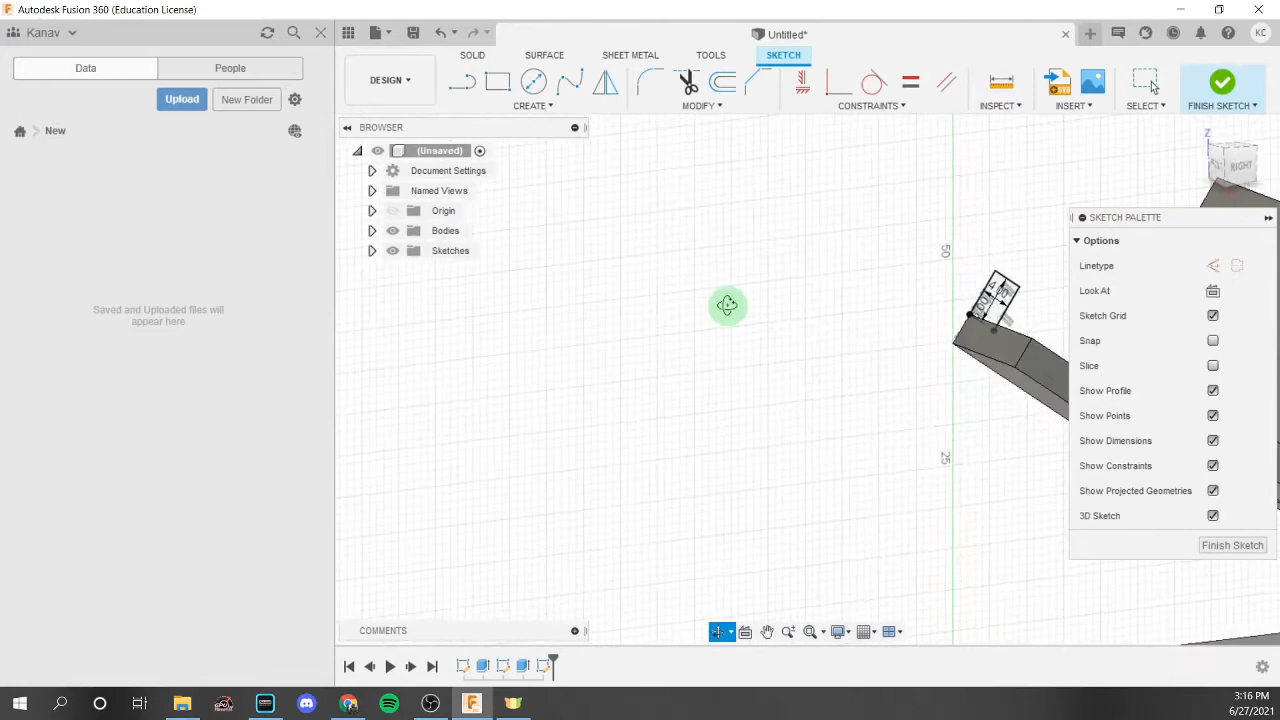 Autodesk Fusion 360 (Education License)
Kanav
Untitled*
KC
Data
People
Upload
New Folder
New
Saved and Uploaded files will
appear here
DESIGN
SOLID
SURFACE
SHEET METAL
TOOLS
SKETCH
CREATE
MODIFY
CONSTRAINTS
INSPECT
INSERT
SELECT
FINISH SKETCH
BROWSER
(Unsaved)
Document Settings
Named Views
Origin
Bodies
Sketches
50
25
Z
RIGHT
SKETCH PALETTE
Options
Linetype
Look At
Sketch Grid
Snap
Slice
Show Profile
Show Points
Show Dimensions
Show Constraints
Show Projected Geometries
3D Sketch
Finish Sketch
COMMENTS
3:16 PM
6/27/2021